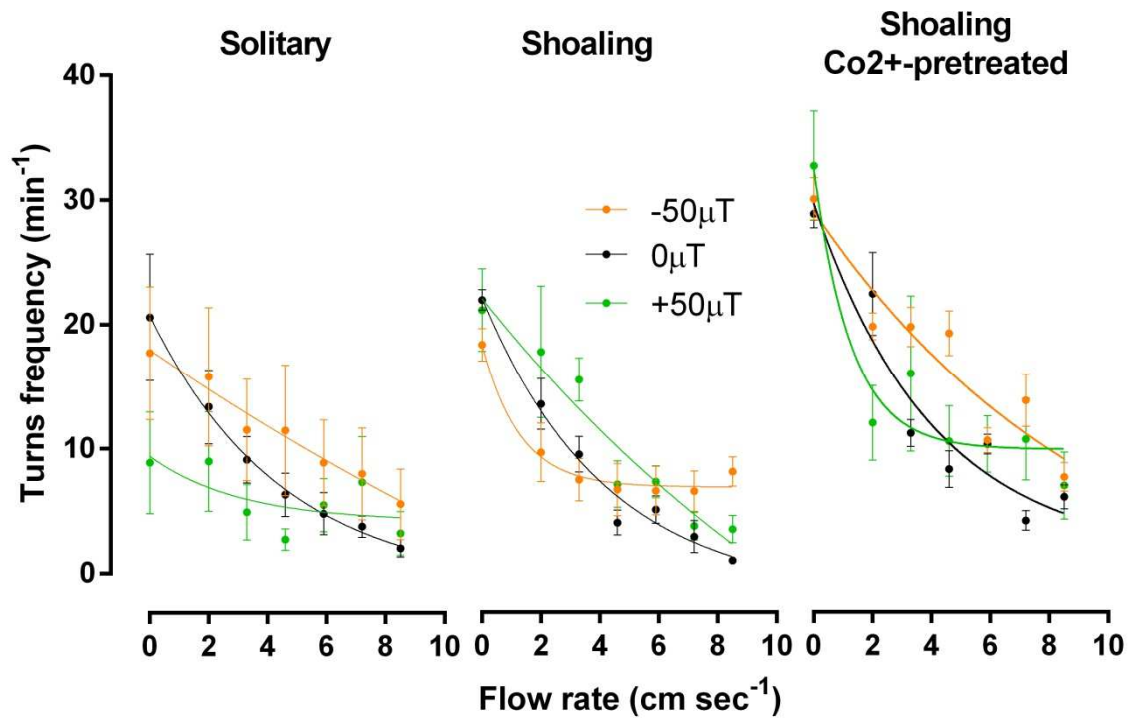 Solitary
Shoaling
Shoaling
Co2+-pretreated
Turns frequency (min-1)
40
30
20
10
0
-50μT
0μT
+50μT
0 2 4 6 8 10
0 2 4 6 8 10
0 2 4 6 8 10
Flow rate (cm sec-1)